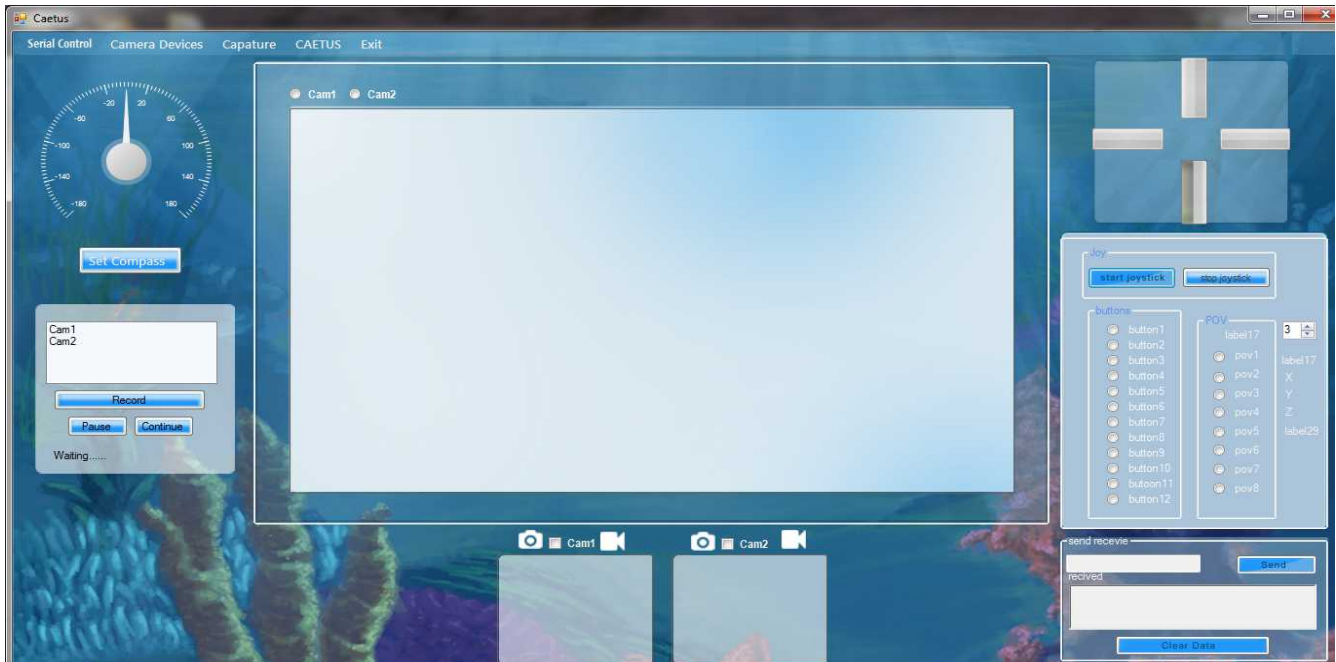 Caetus
Serial Control Camera Devices Capature CAETUS Exit
-20 20
-60 60
-100 100
-140 140
-180 180
Set Compass
Cam1
Cam2
Record
Pause Continue
Waiting......
Cam1 Cam2
Cam1 Cam2
Joy
start joystick stop joystick
buttons
button1
button2
button3
button4
button5
button6
button7
button8
button9
button10
butoon11
button12
POV
label17
pov1
pov2
pov3
pov4
pov5
pov6
pov7
pov8
3
label17
X
Y
Z
label29
send recevie
Send
recived
Clear Data